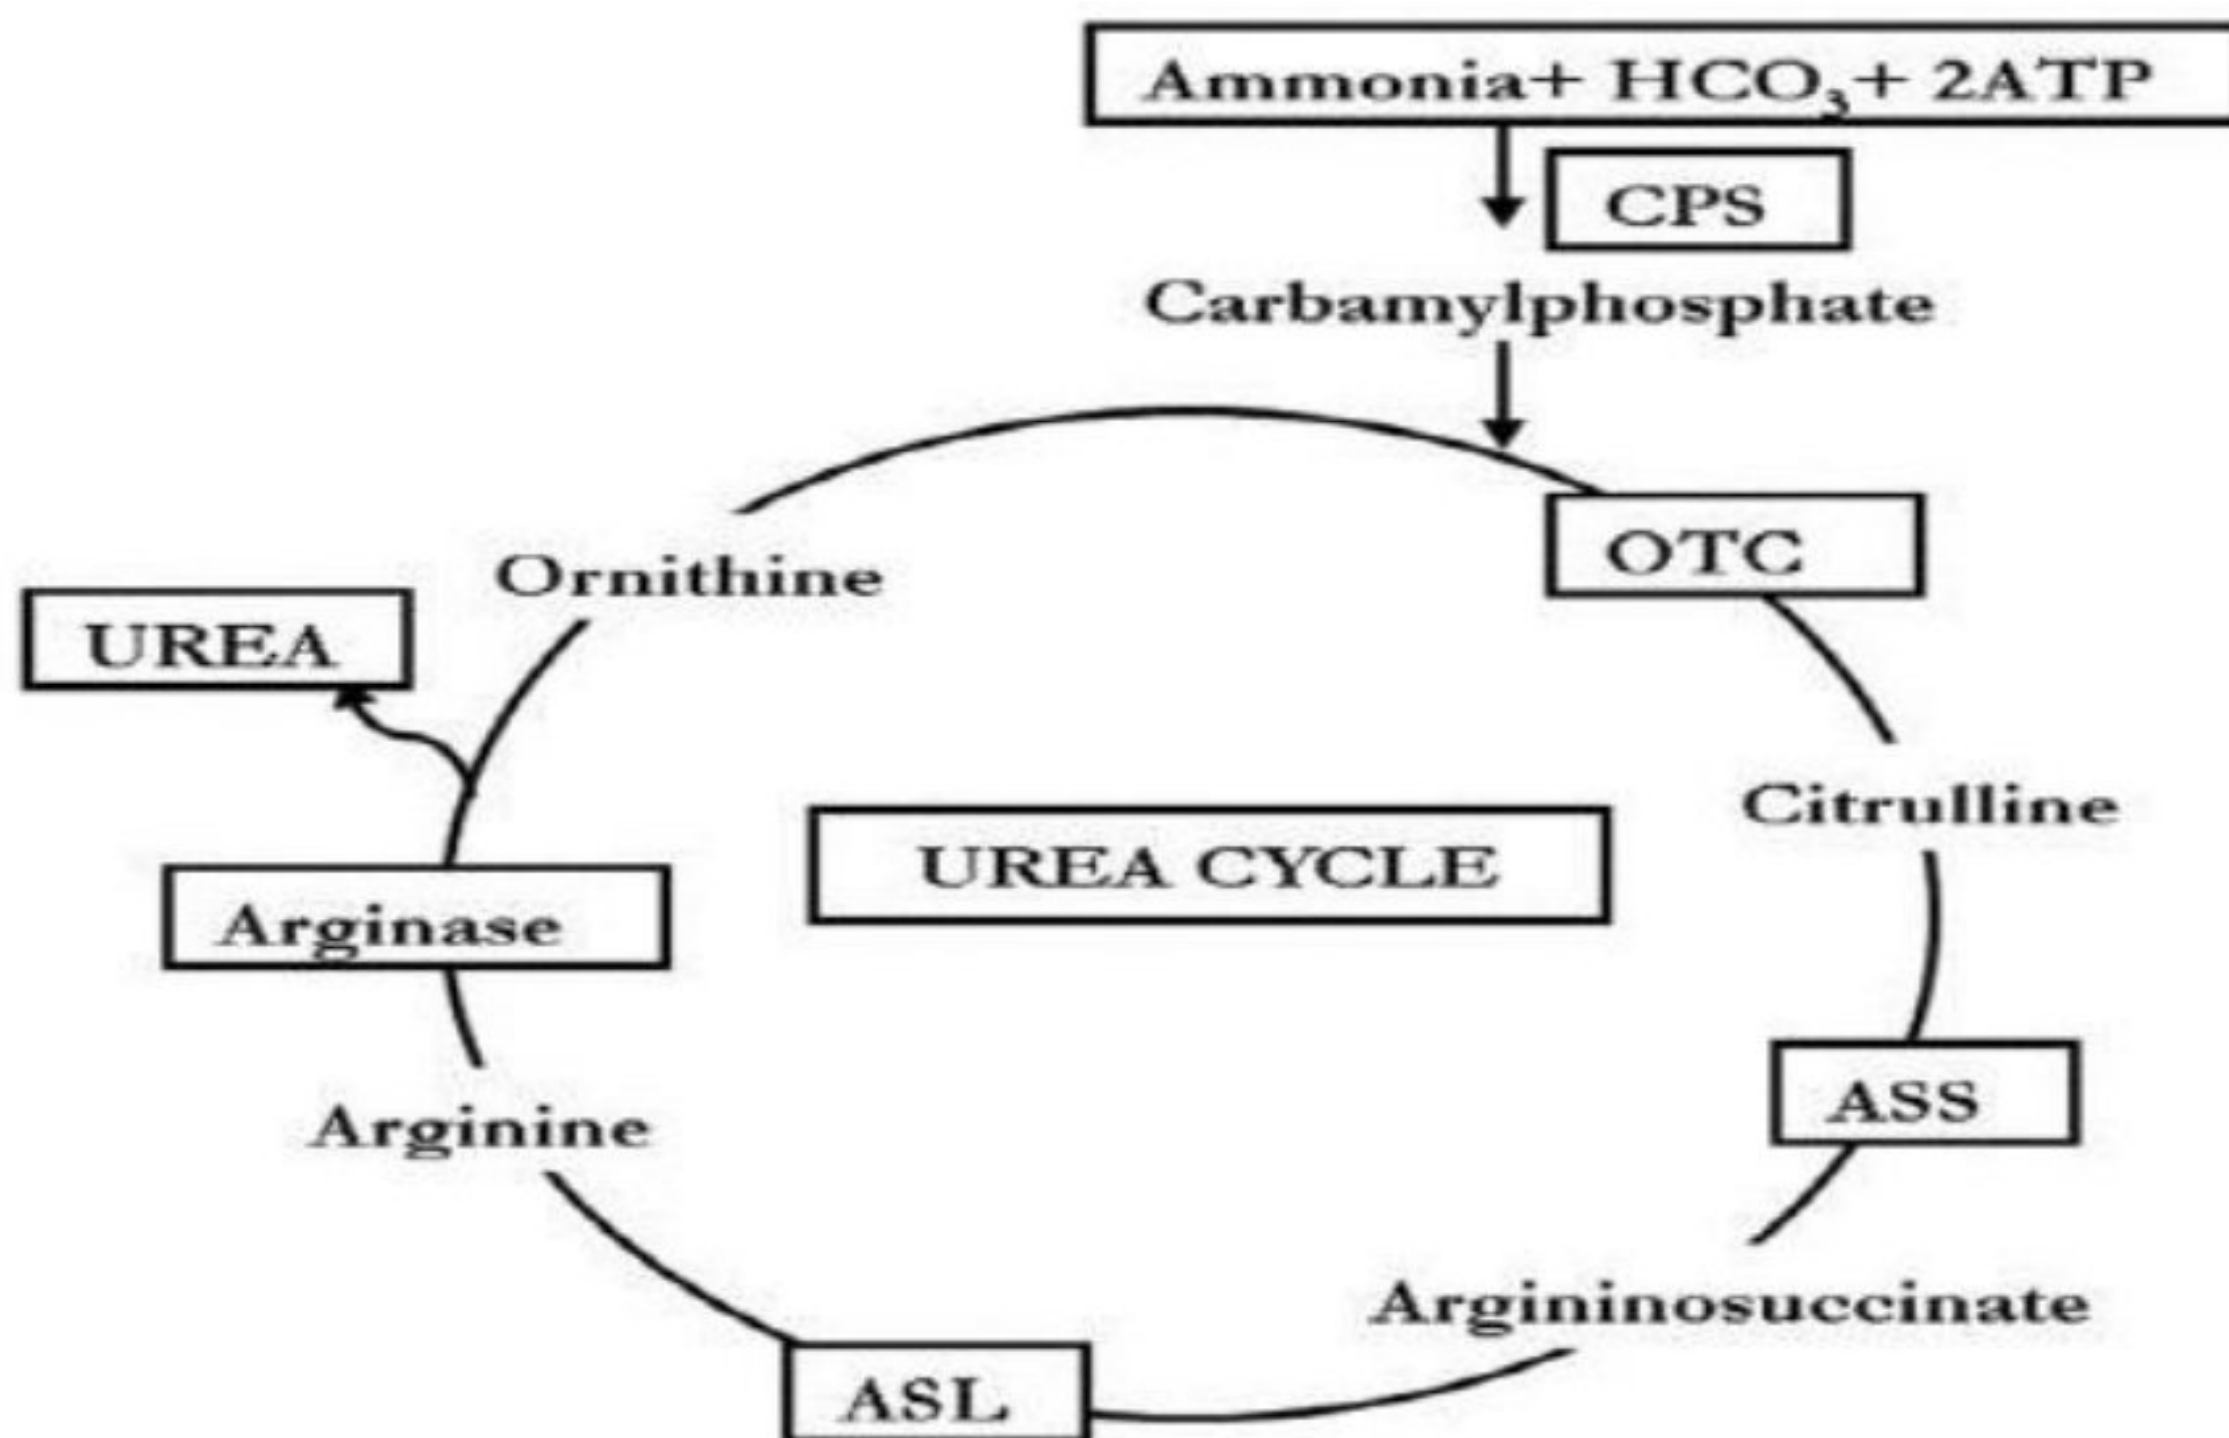 Ammonia+ HCO₃+ 2ATP
CPS
Carbamylphosphate
OTC
Ornithine
UREA
Citrulline
UREA CYCLE
Arginase
ASS
Arginine
Argininosuccinate
ASL